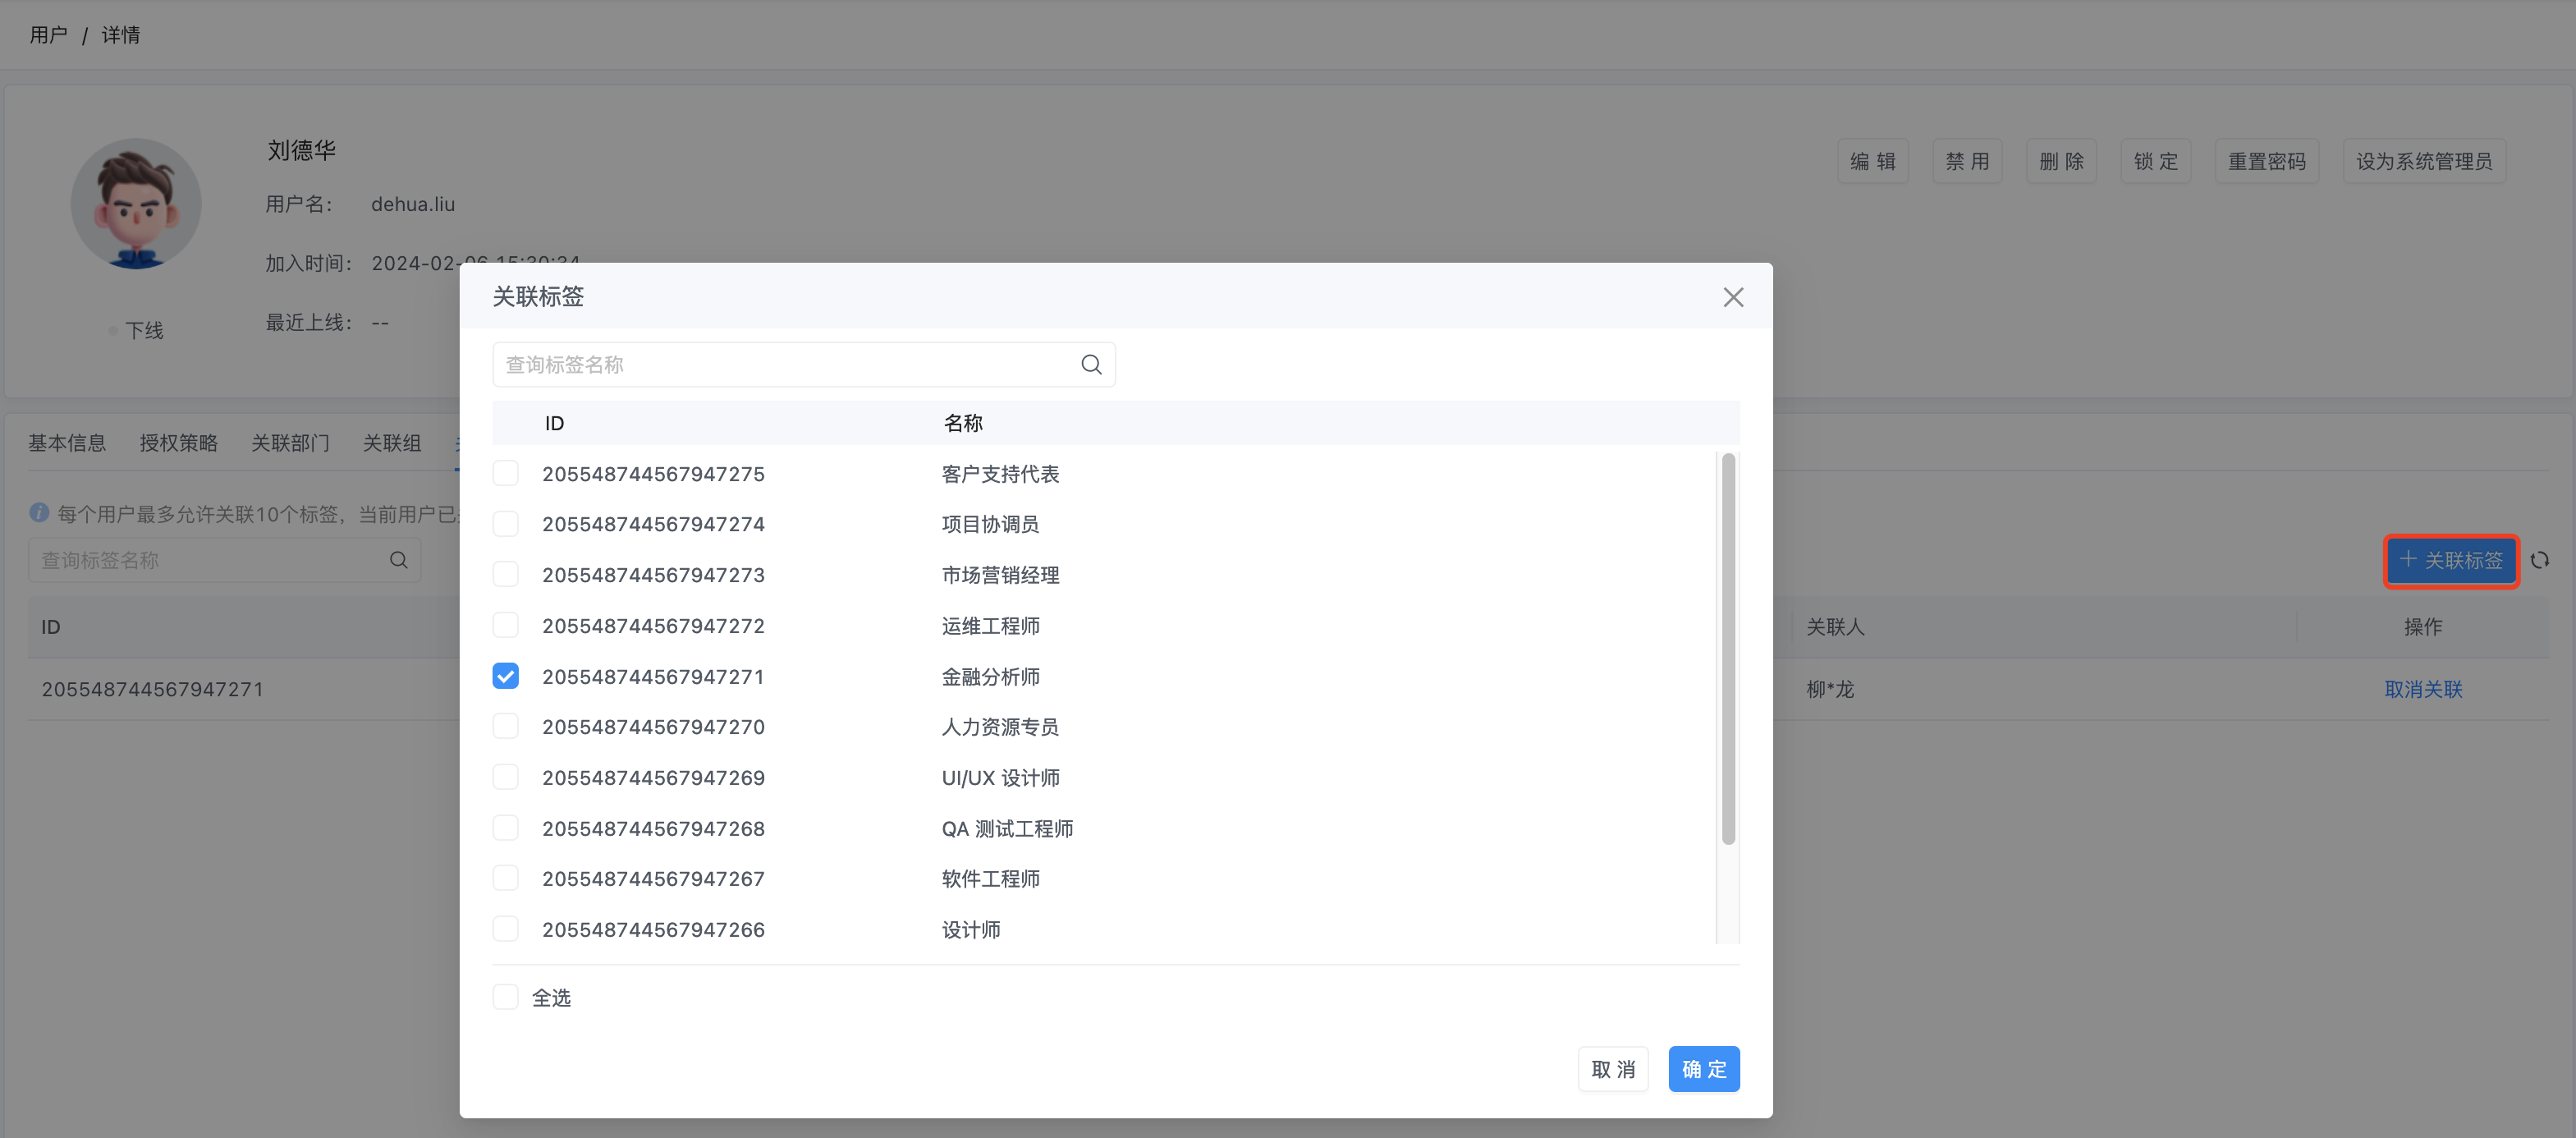 用户 / 详情
刘德华
编辑 禁用 删除 锁定 重置密码 设为系统管理员
用户名： dehua.liu
加入时间： 2024-02-06 15:30:34
下线
最近上线： --
关联标签
查询标签名称
ID 名称
205548744567947275 客户支持代表
205548744567947274 项目协调员
205548744567947273 市场营销经理
205548744567947272 运维工程师
205548744567947271 金融分析师
205548744567947270 人力资源专员
205548744567947269 UI/UX 设计师
205548744567947268 QA 测试工程师
205548744567947267 软件工程师
205548744567947266 设计师
全选
取消 确定
基本信息 授权策略 关联部门 关联组
每个用户最多允许关联10个标签，当前用户已
查询标签名称
+ 关联标签
ID 关联人 操作
205548744567947271 柳*龙 取消关联